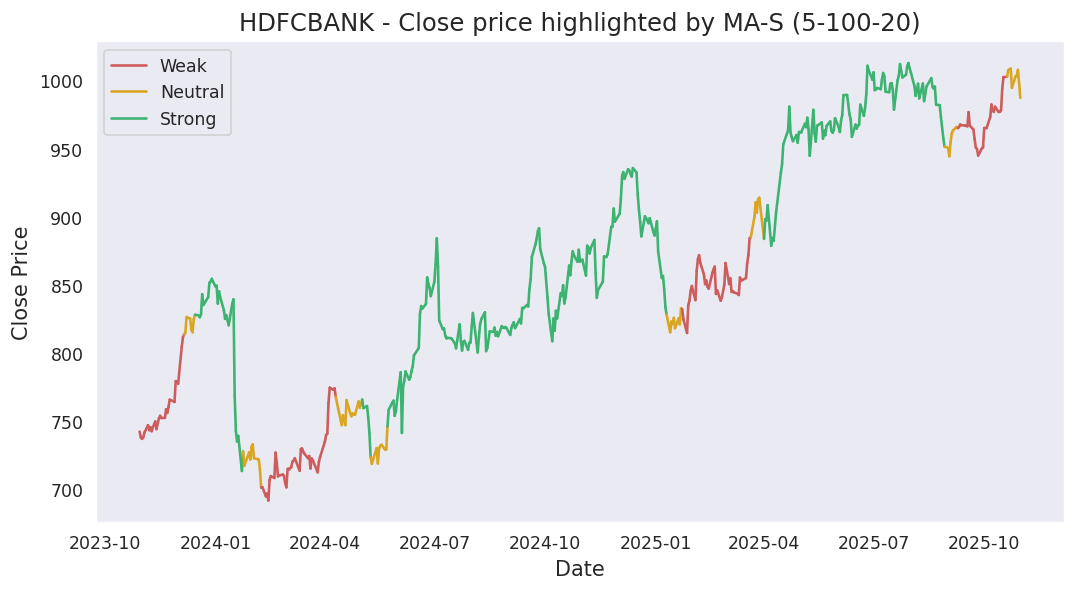 HDFCBANK - Close price highlighted by MA-S (5-100-20)
Weak
Neutral
Strong
Close Price
1000
950
900
850
800
750
700
2023-10 2024-01 2024-04 2024-07 2024-10 2025-01 2025-04 2025-07 2025-10
Date